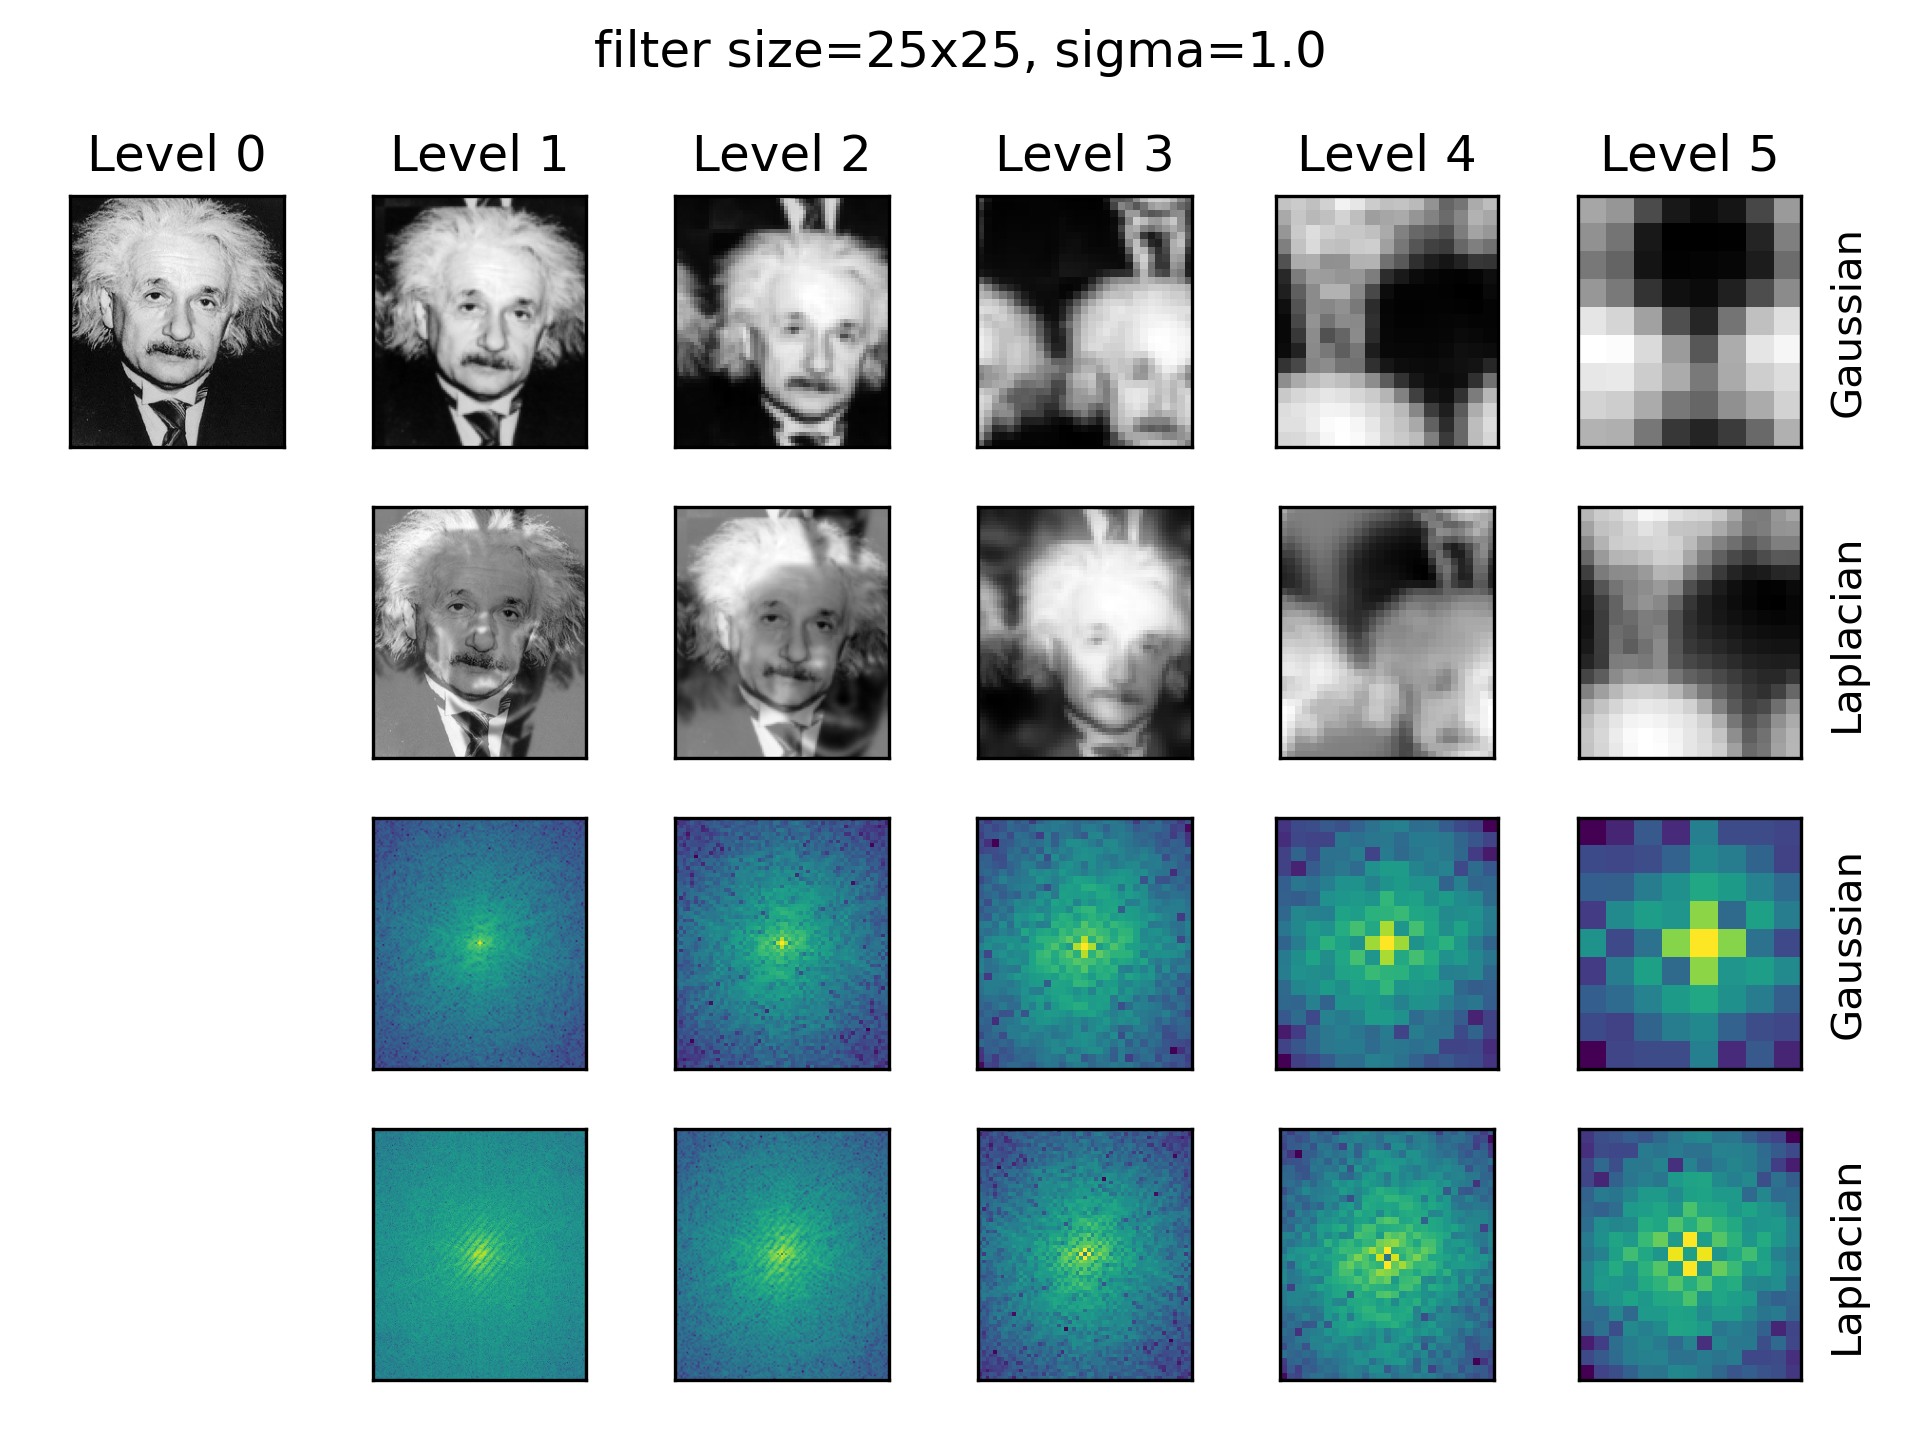 filter size=25x25, sigma=1.0
Level 0
Level 1
Level 2
Level 3
Level 4
Level 5
Gaussian
Laplacian
Gaussian
Laplacian